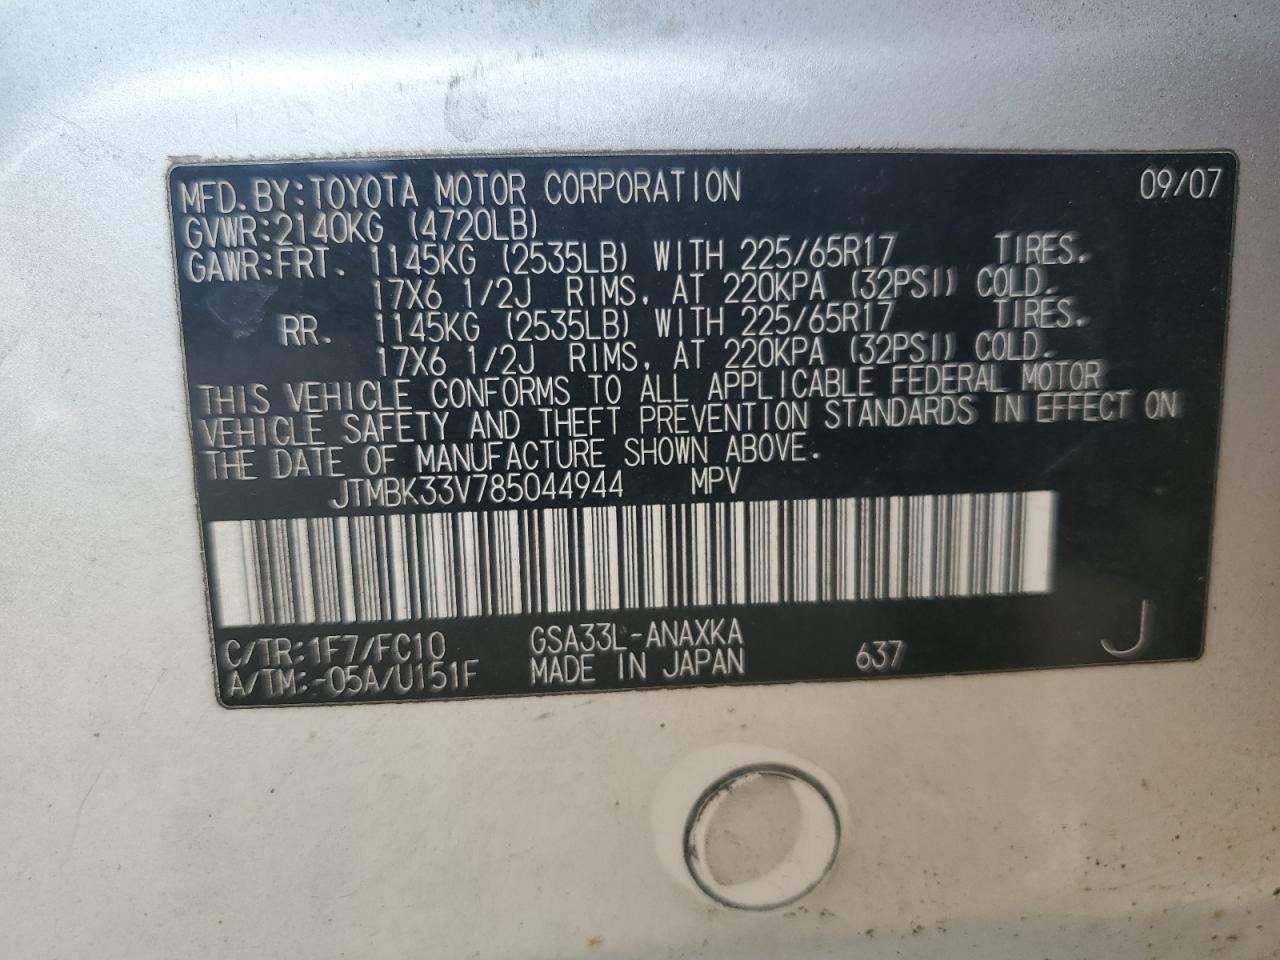 MFD. BY: TOYOTA MOTOR CORPORATION 09/07
GVWR: 2140KG (4720LB)
GAWR: FRT. 1145KG (2535LB) WITH 225/65R17 TIRES.
17X6 1/2J RIMS, AT 220KPA (32PSI) COLD.
RR. 1145KG (2535LB) WITH 225/65R17 TIRES.
17X6 1/2J RIMS, AT 220KPA (32PSI) COLD.
THIS VEHICLE CONFORMS TO ALL APPLICABLE FEDERAL MOTOR
VEHICLE SAFETY AND THEFT PREVENTION STANDARDS IN EFFECT ON
THE DATE OF MANUFACTURE SHOWN ABOVE.
JTMBK33V785044944 MPV
C/TR: 1F7/FC10 GSA33L-ANAXKA
A/TM: -05A/U151F MADE IN JAPAN 637 J